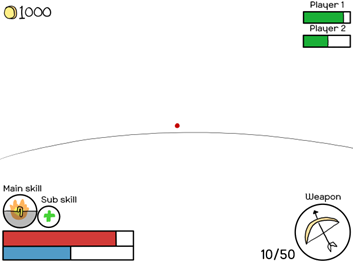 1000
Player 1
Player 2
Main skill
Sub skill
Weapon
10/50